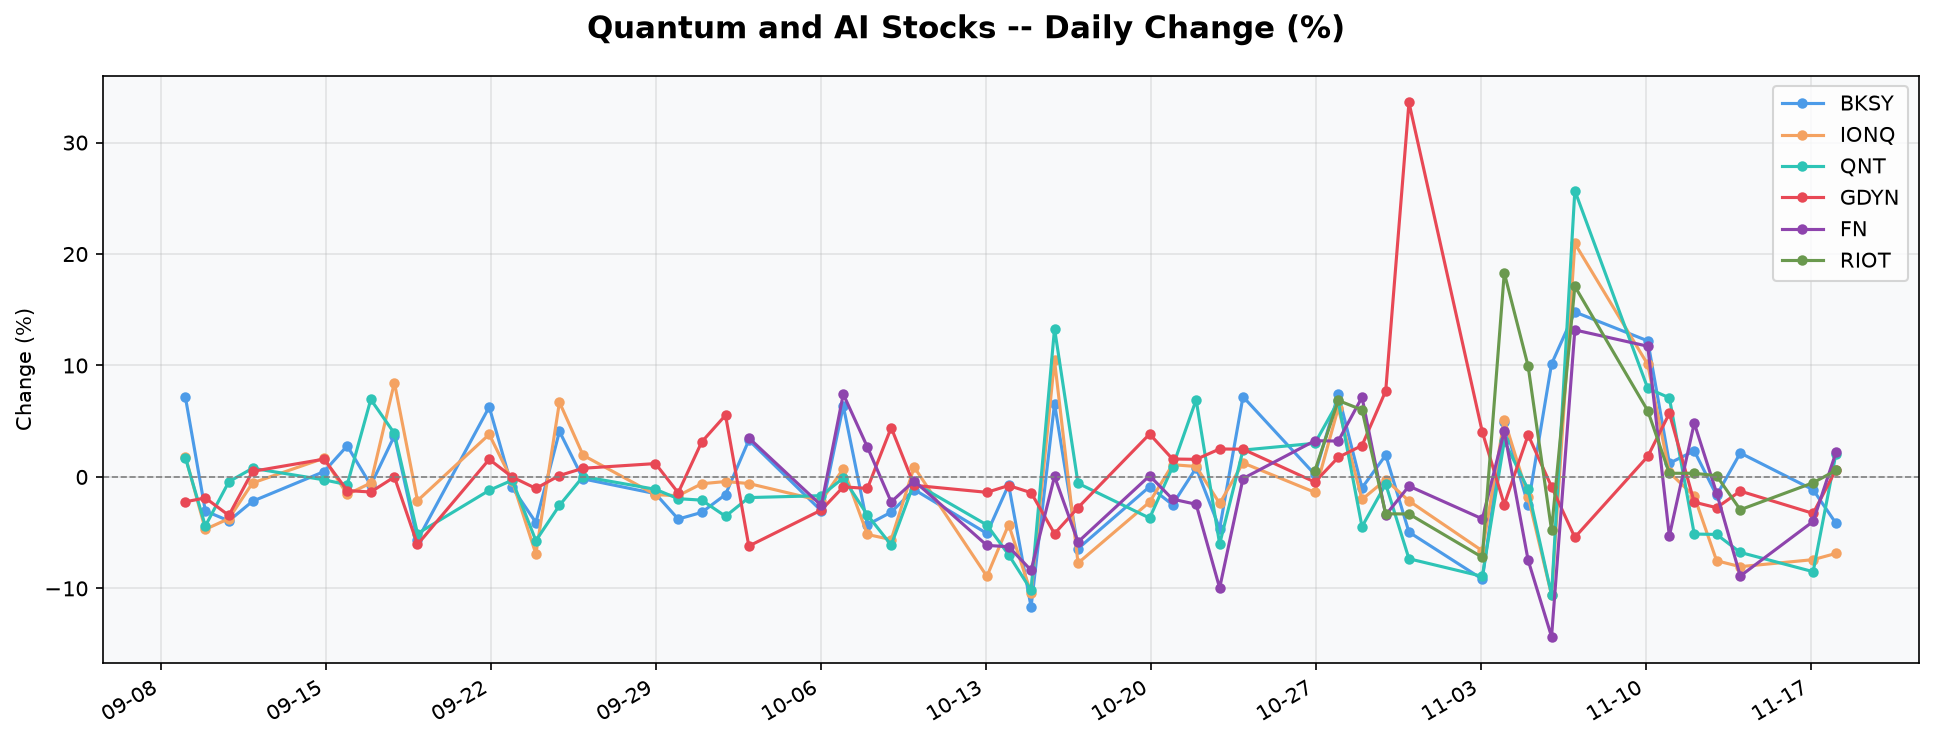 Quantum and AI Stocks -- Daily Change (%)
Change (%)
30
20
10
0
−10
BKSY
IONQ
QNT
GDYN
FN
RIOT
09-08
09-15
09-22
09-29
10-06
10-13
10-20
10-27
11-03
11-10
11-17